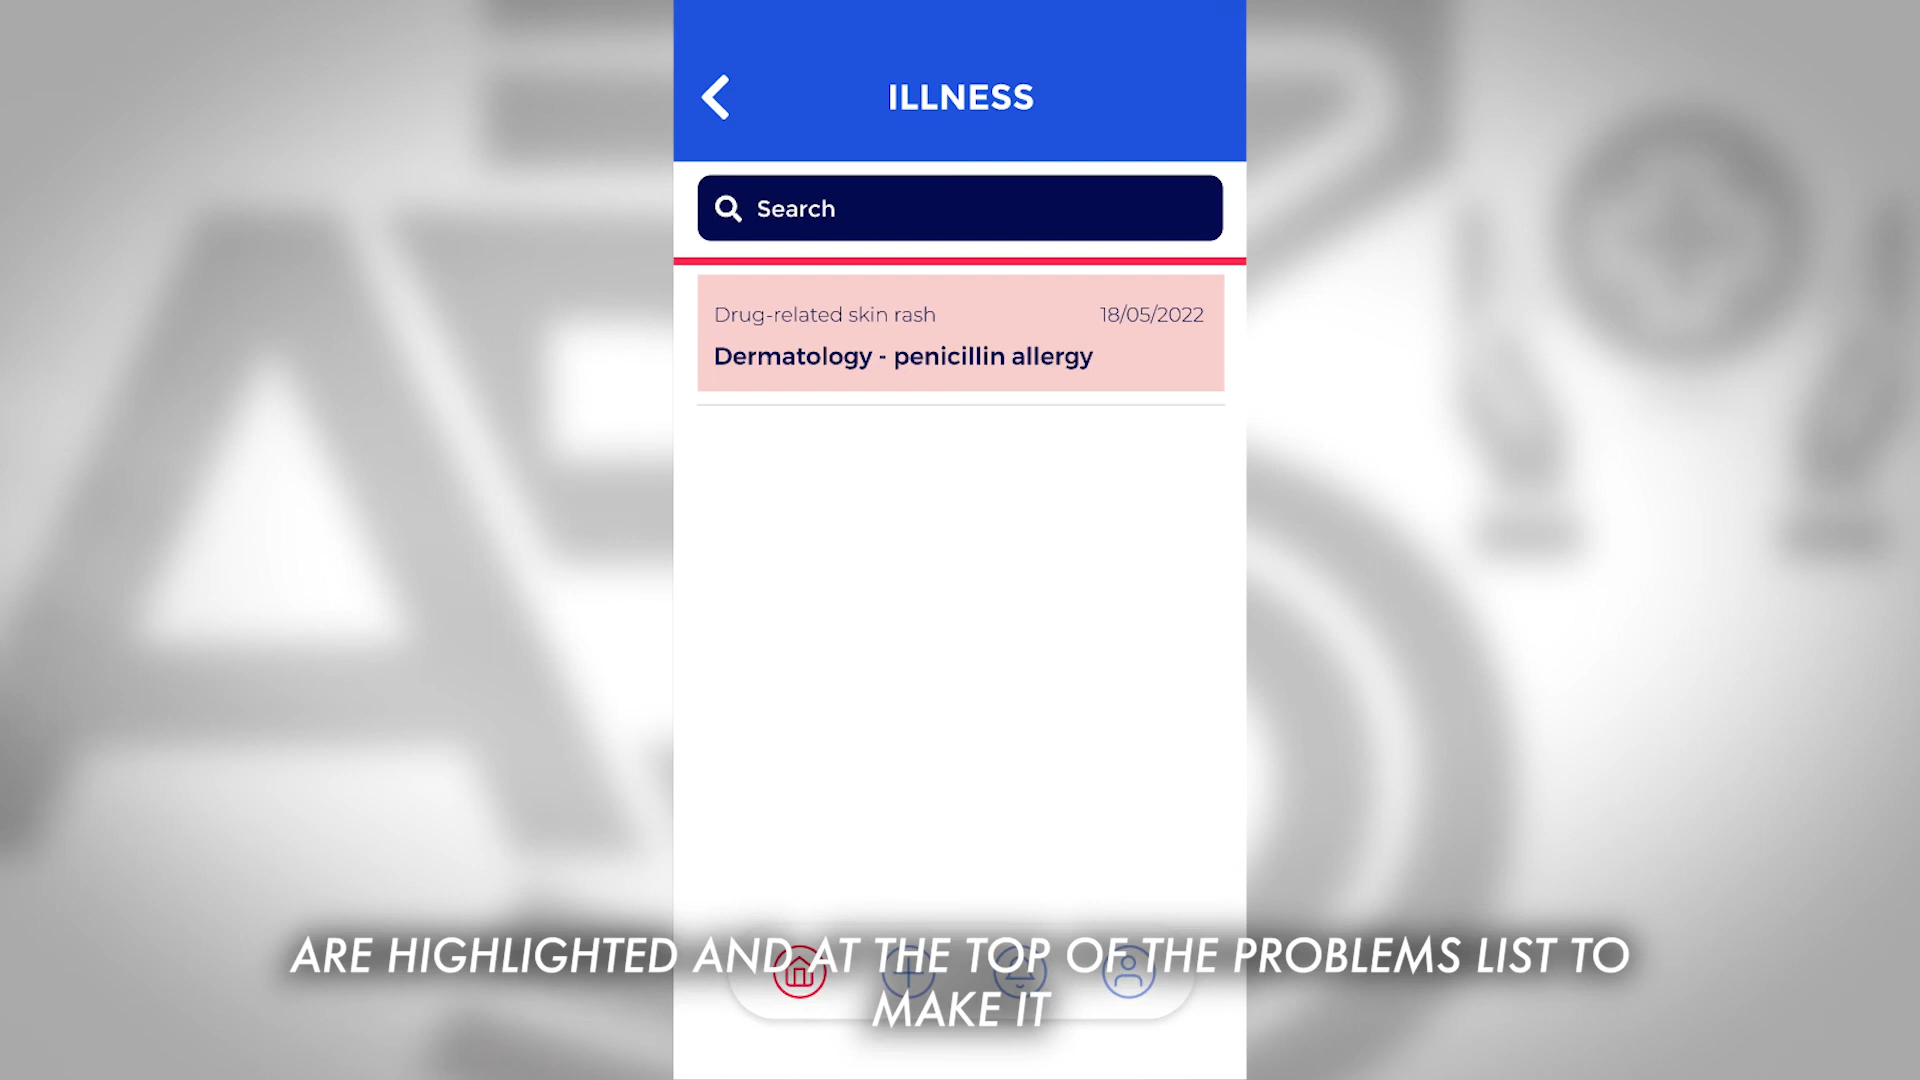 ILLNESS
Search
Drug-related skin rash 18/05/2022
Dermatology - penicillin allergy
ARE HIGHLIGHTED AND AT THE TOP OF THE PROBLEMS LIST TO
MAKE IT